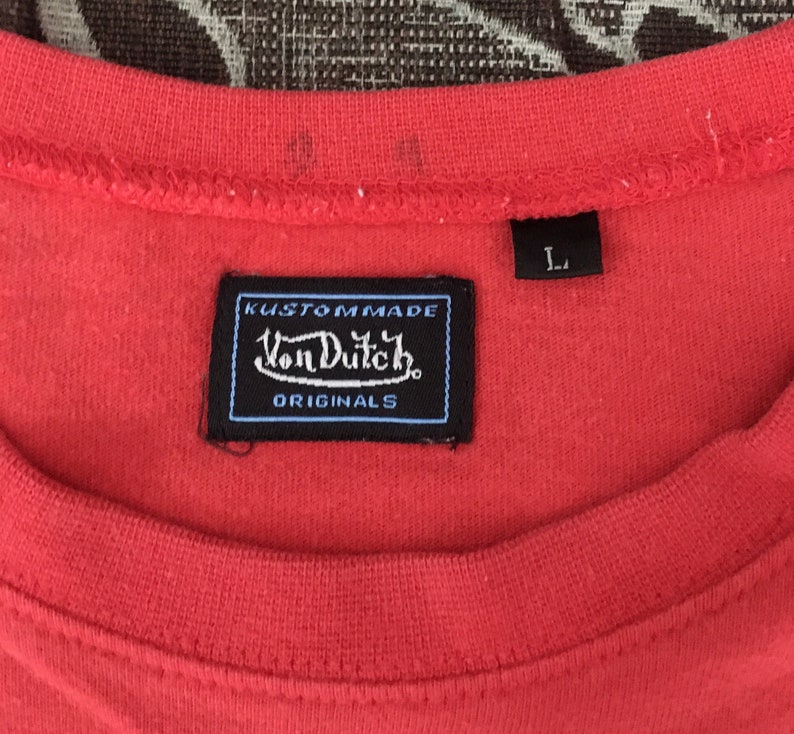 L
KUSTOMMADE
Von Dutch
ORIGINALS